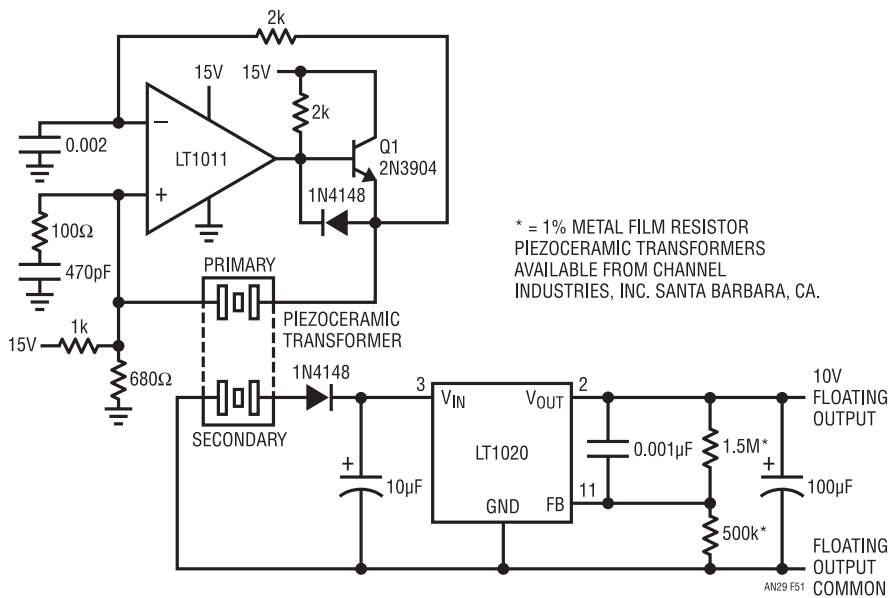 2k
15V
15V
2k
–
LT1011
+
0.002
Q1
2N3904
1N4148
100Ω
470pF
* = 1% METAL FILM RESISTOR
PIEZOCERAMIC TRANSFORMERS
AVAILABLE FROM CHANNEL
INDUSTRIES, INC. SANTA BARBARA, CA.
PRIMARY
PIEZOCERAMIC
TRANSFORMER
15V
1k
680Ω
SECONDARY
1N4148
3
VIN
VOUT
2
LT1020
GND
FB
11
+
10µF
0.001µF
1.5M*
500k*
+
100µF
10V
FLOATING
OUTPUT
FLOATING
OUTPUT
COMMON
AN29 F51